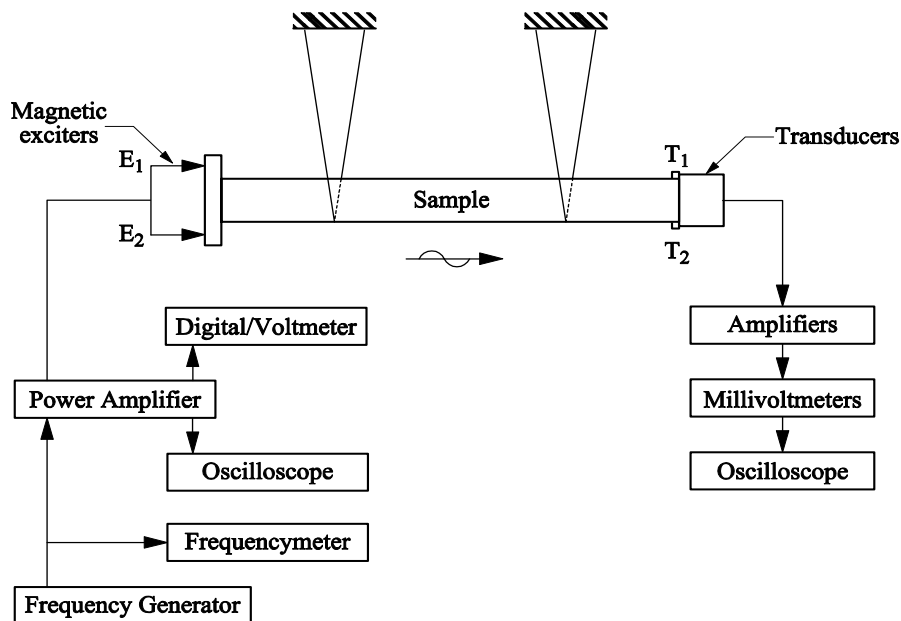 Magnetic
exciters
E1
E2
Sample
T1
T2
Transducers
Digital/Voltmeter
Power Amplifier
Oscilloscope
Frequencymeter
Frequency Generator
Amplifiers
Millivoltmeters
Oscilloscope